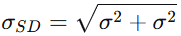 σ_SD = √(σ² + σ²)